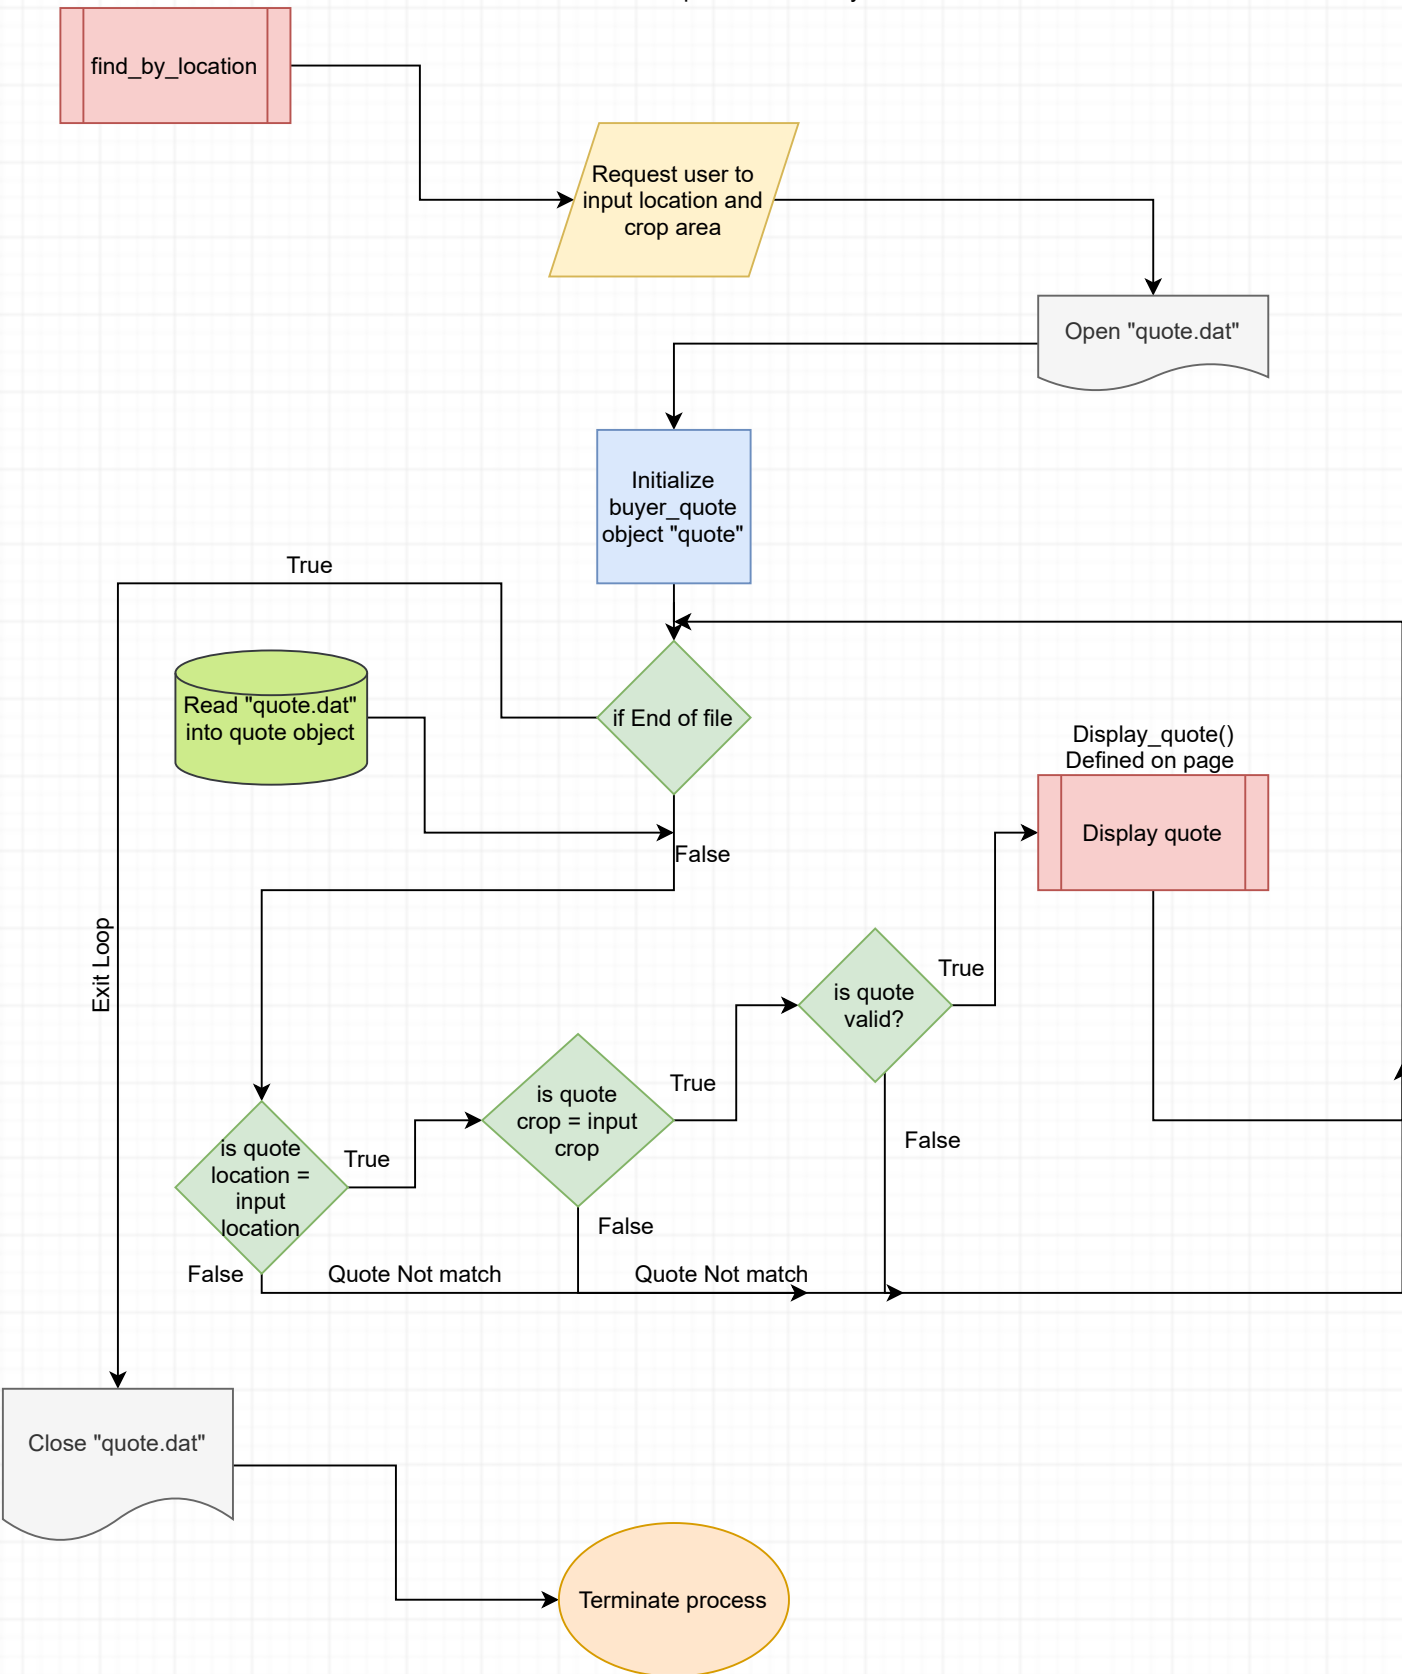 find_by_location
Request user to
input location and
crop area
Open "quote.dat"
Initialize
buyer_quote
object "quote"
True
Read "quote.dat"
into quote object
if End of file
Display_quote()
Defined on page
Display quote
False
Exit Loop
is quote
valid?
True
is quote
crop = input
crop
True
False
is quote
location =
input
location
True
False
False
Quote Not match
Quote Not match
Close "quote.dat"
Terminate process